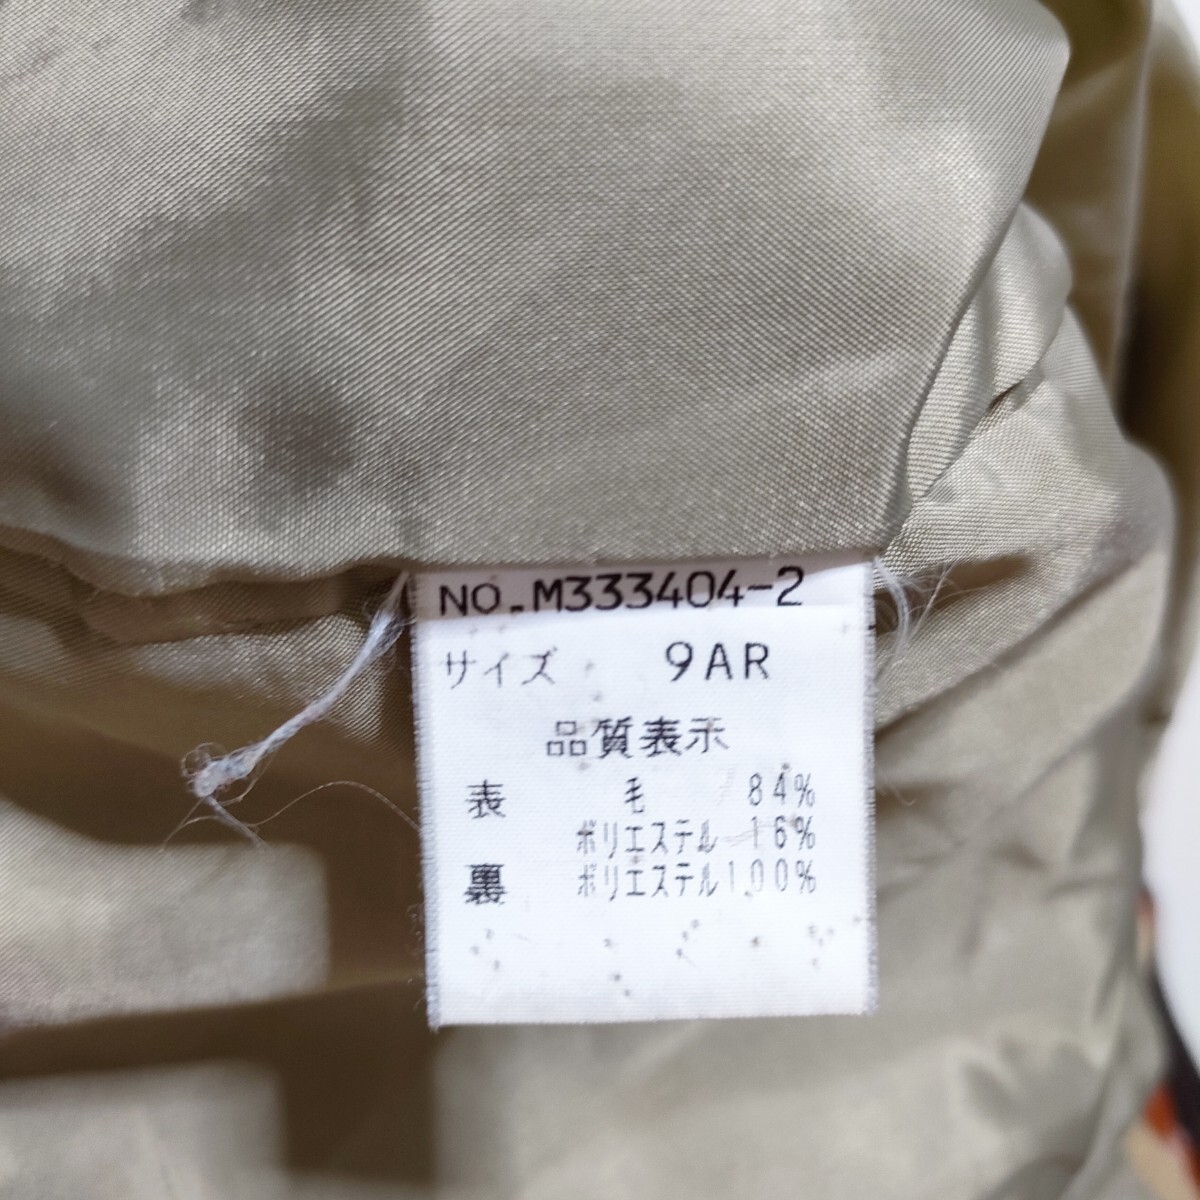 NO.M333404-2
サイズ 9AR
品質表示
表 毛 84%
ポリエステル 16%
裏 ポリエステル100%